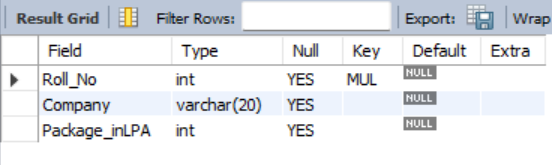 Result Grid Filter Rows: Export: Wrap
Field Type Null Key Default Extra
Roll_No int YES MUL NULL
Company varchar(20) YES NULL
Package_inLPA int YES NULL